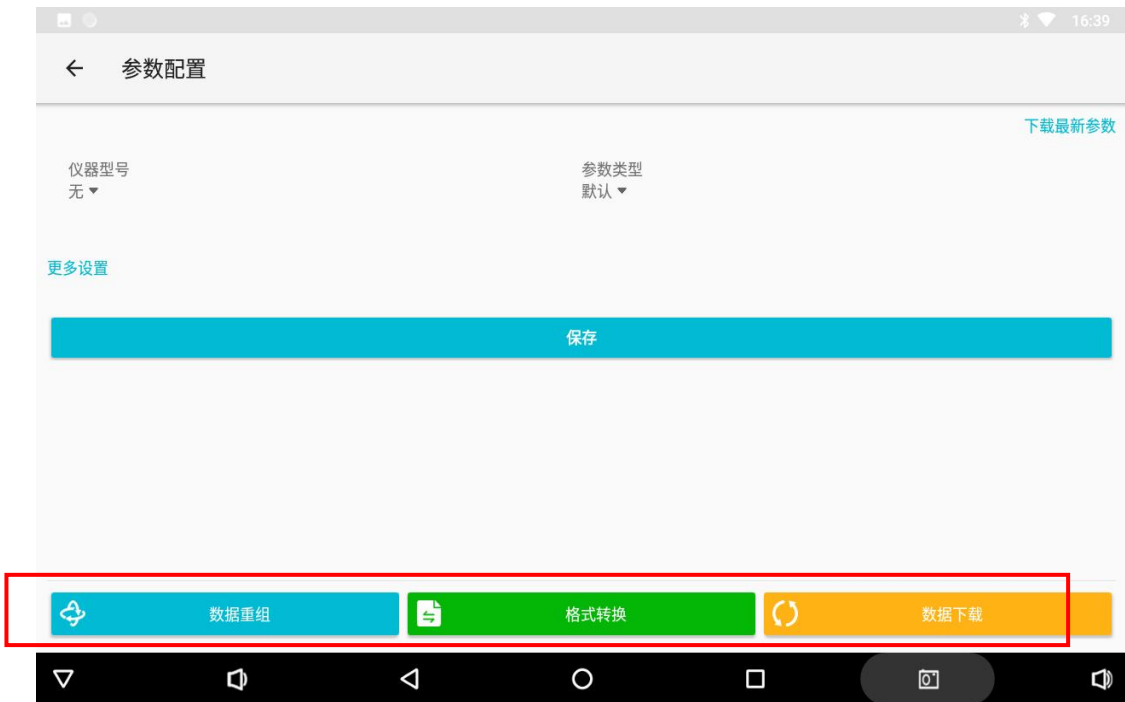 16:39
参数配置
下载最新参数
仪器型号
参数类型
无
默认
更多设置
保存
数据重组
格式转换
数据下载